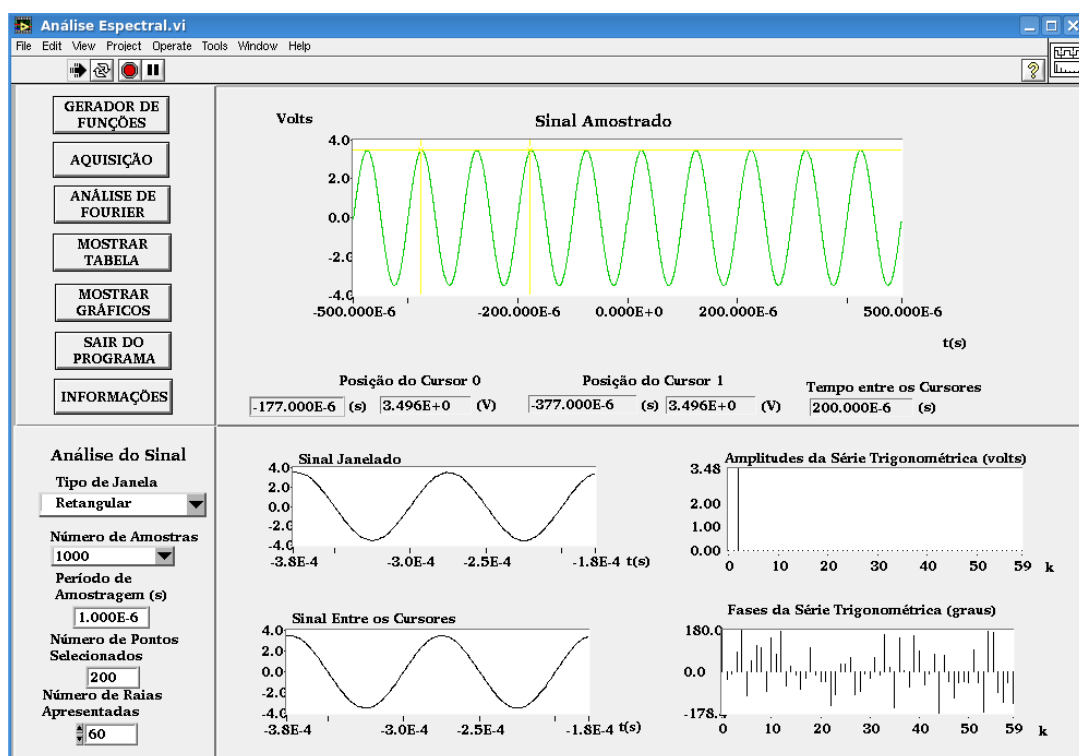 Análise Espectral.vi
File Edit View Project Operate Tools Window Help
GERADOR DE
FUNÇÕES
AQUISIÇÃO
ANÁLISE DE
FOURIER
MOSTRAR
TABELA
MOSTRAR
GRÁFICOS
SAIR DO
PROGRAMA
INFORMAÇÕES
Volts
Sinal Amostrado
4.0
2.0
0.0
-2.0
-4.0
-500.000E-6 -200.000E-6 0.000E+0 200.000E-6 500.000E-6
t(s)
Posição do Cursor 0
-177.000E-6 (s) 3.496E+0 (V)
Posição do Cursor 1
-377.000E-6 (s) 3.496E+0 (V)
Tempo entre os Cursores
200.000E-6 (s)
Análise do Sinal
Tipo de Janela
Retangular
Número de Amostras
1000
Período de
Amostragem (s)
1.000E-6
Número de Pontos
Selecionados
200
Número de Raias
Apresentadas
60
Sinal Janelado
4.0
2.0
0.0
-2.0
-4.0
-3.8E-4 -3.0E-4 -2.5E-4 -1.8E-4 t(s)
Amplitudes da Série Trigonométrica (volts)
3.48
2.00
1.00
0.00
0 10 20 30 40 50 59 k
Sinal Entre os Cursores
4.0
2.0
0.0
-2.0
-4.0
-3.8E-4 -3.0E-4 -2.5E-4 -1.8E-4 t(s)
Fases da Série Trigonométrica (graus)
180.0
0.0
-178.
0 10 20 30 40 50 59 k